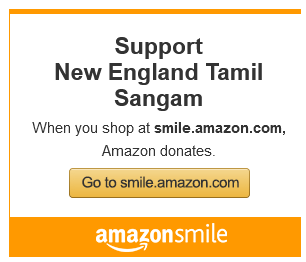 Support
New England Tamil
Sangam
When you shop at smile.amazon.com,
Amazon donates.
Go to smile.amazon.com
amazonsmile